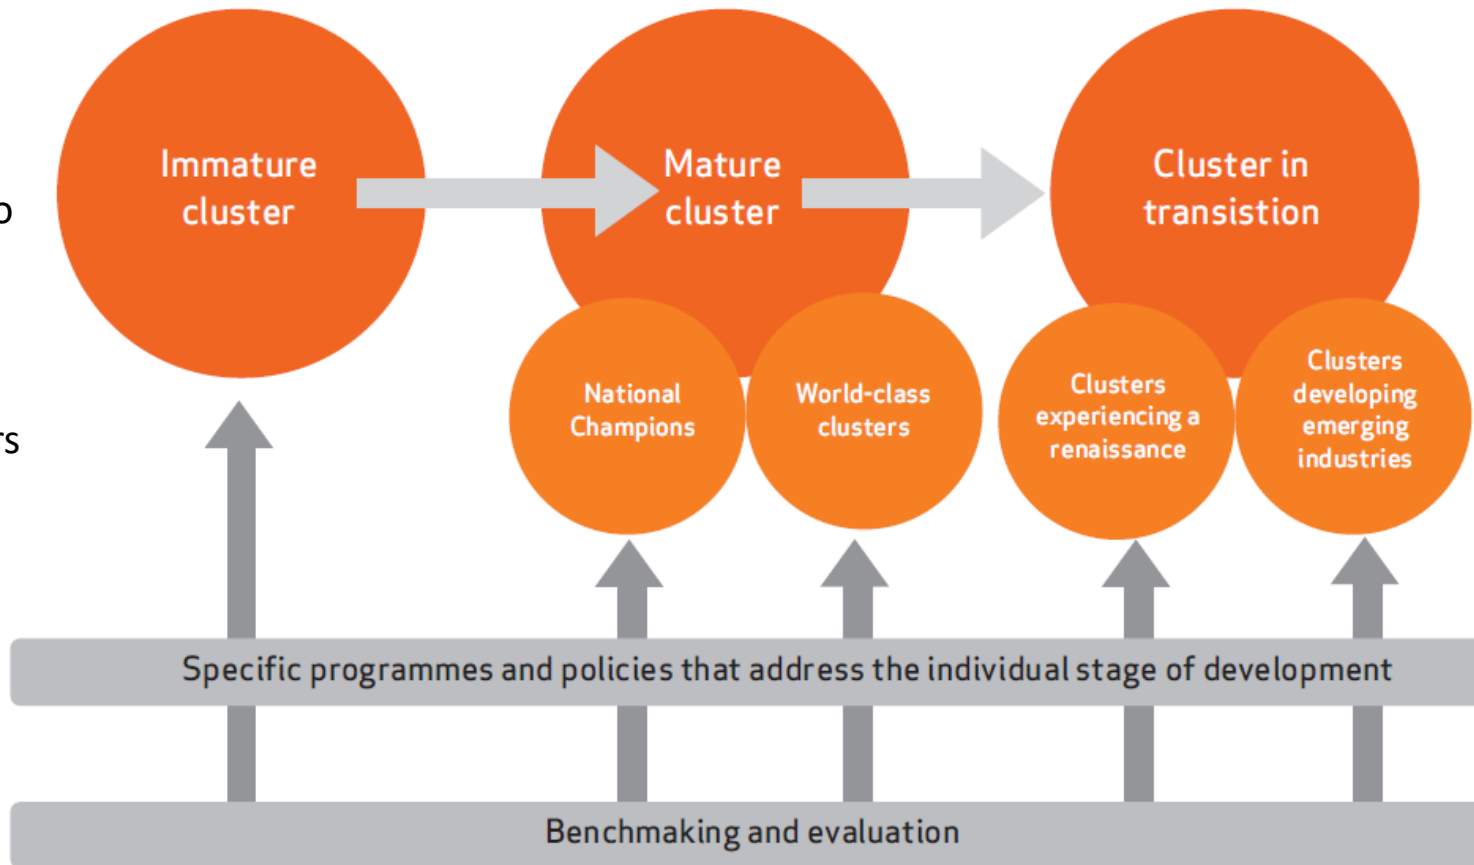 Immature
cluster
Mature
cluster
Cluster in
transistion
o
rs
National
Champions
World-class
clusters
Clusters
experiencing a
renaissance
Clusters
developing
emerging
industries
Specific programmes and policies that address the individual stage of development
Benchmaking and evaluation